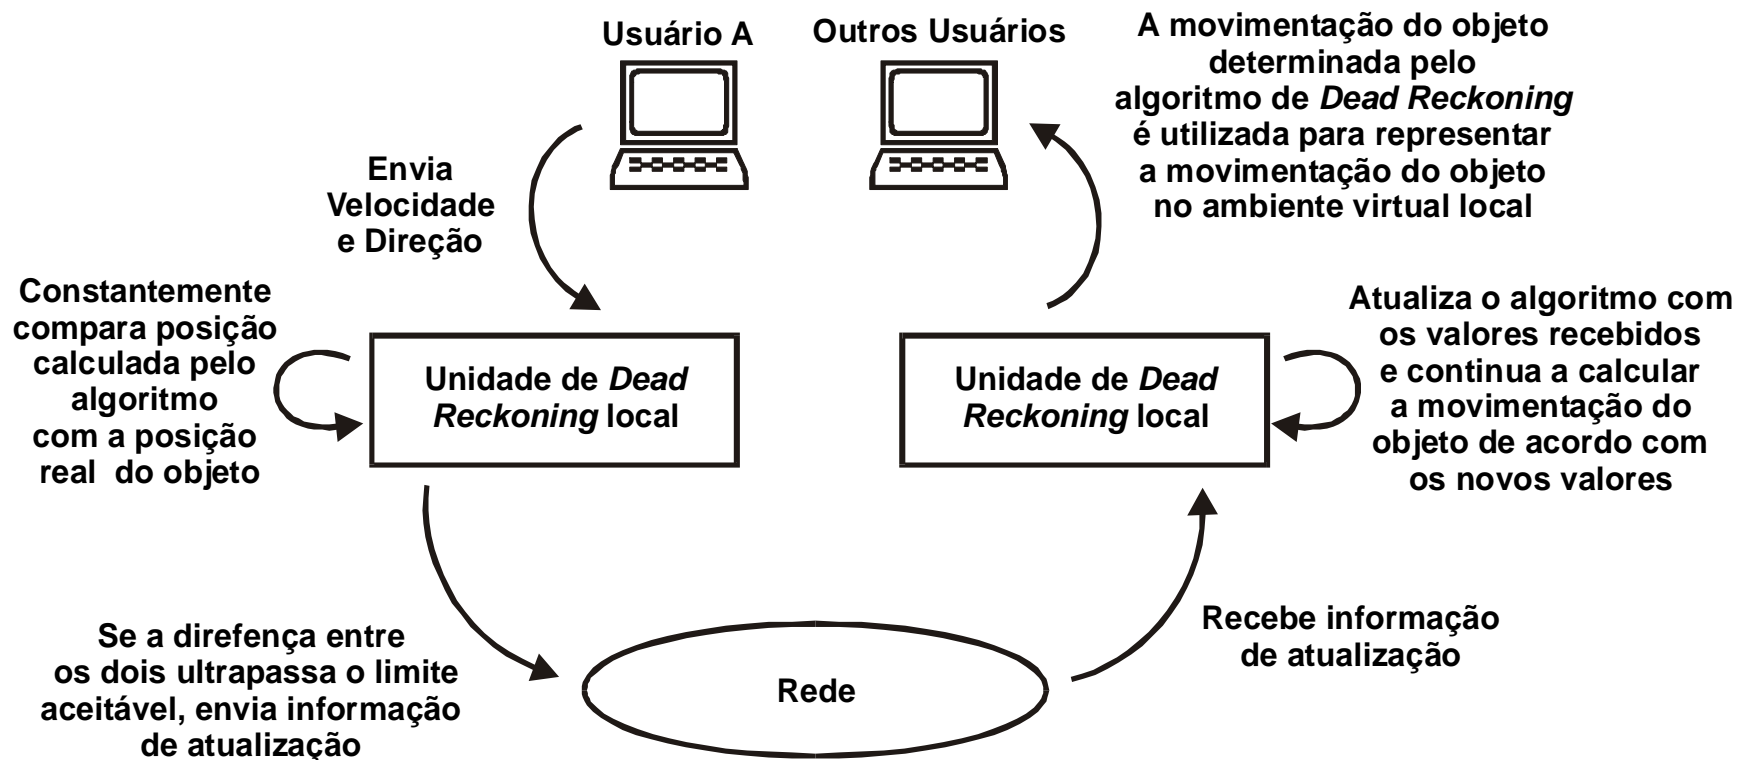 Usuário A
Outros Usuários
A movimentação do objeto
determinada pelo
algoritmo de Dead Reckoning
é utilizada para representar
a movimentação do objeto
no ambiente virtual local
Envia
Velocidade
e Direção
Constantemente
compara posição
calculada pelo
algoritmo
com a posição
real do objeto
Unidade de Dead
Reckoning local
Unidade de Dead
Reckoning local
Atualiza o algoritmo com
os valores recebidos
e continua a calcular
a movimentação do
objeto de acordo com
os novos valores
Se a direfença entre
os dois ultrapassa o limite
aceitável, envia informação
de atualização
Rede
Recebe informação
de atualização